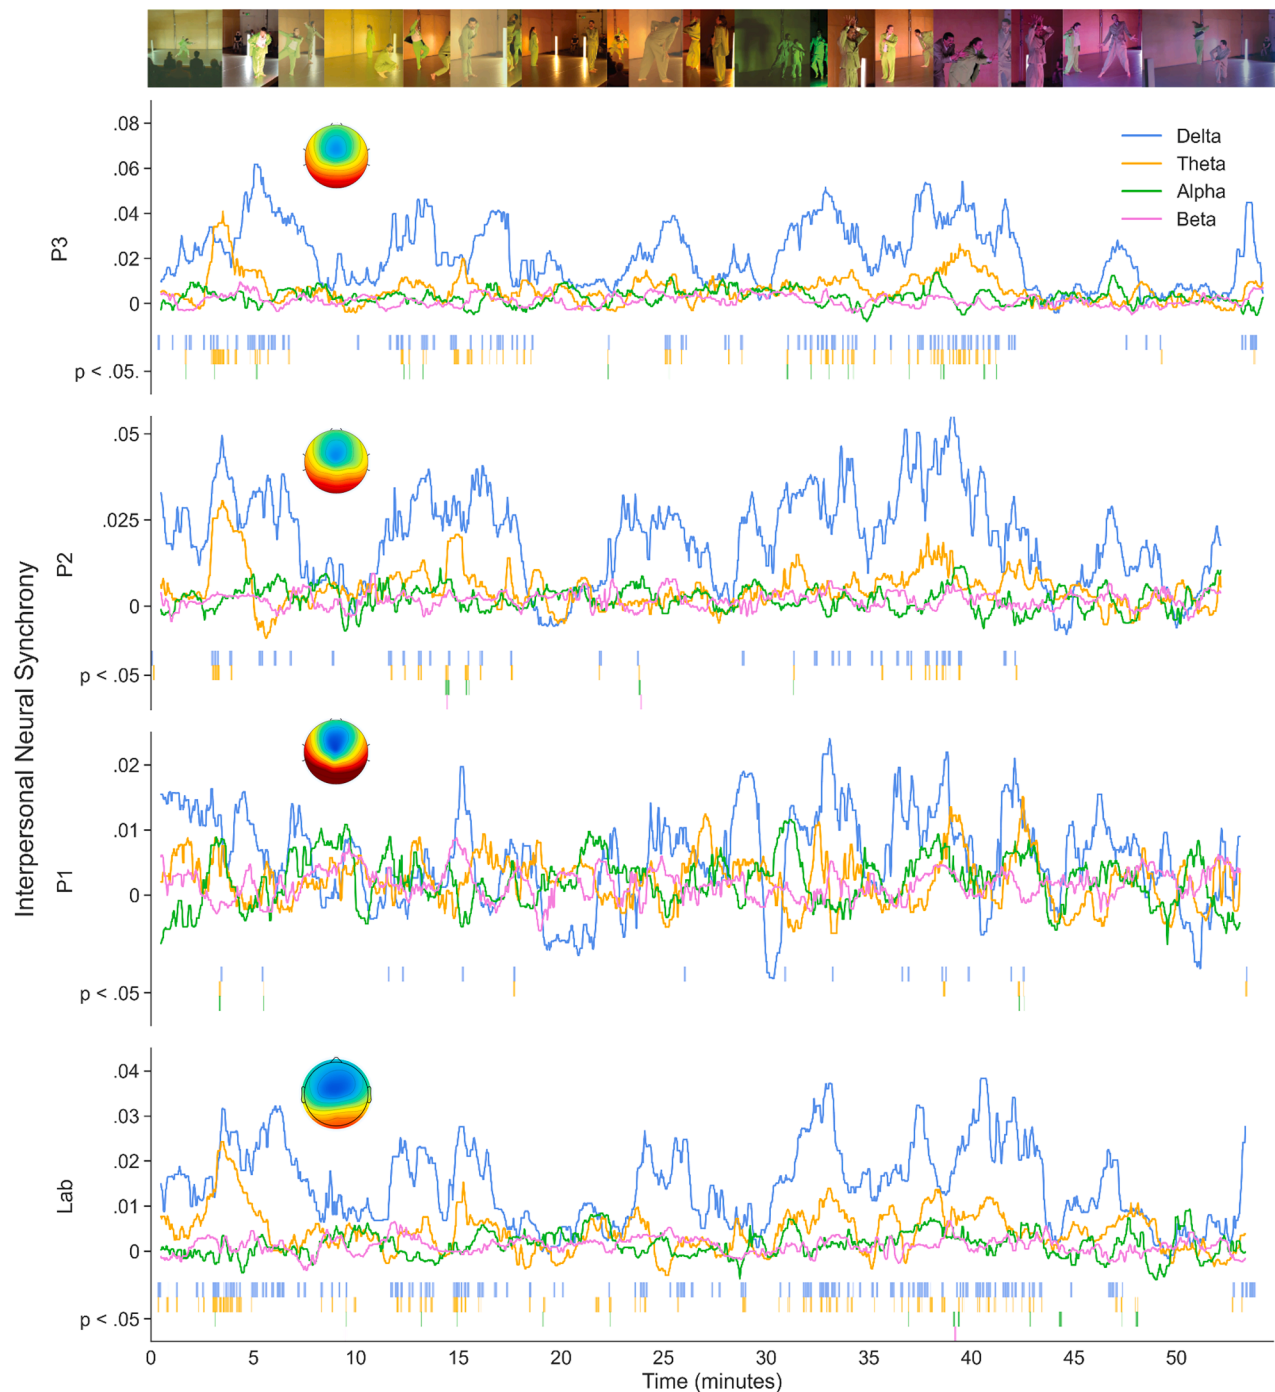 .08
.06
.04
.02
0
P3
p < .05
Delta
Theta
Alpha
Beta
.05
.025
0
P2
p < .05
Interpersonal Neural Synchrony
.02
.01
0
P1
p < .05
.04
.03
.02
.01
0
Lab
p < .05
0 5 10 15 20 25 30 35 40 45 50
Time (minutes)